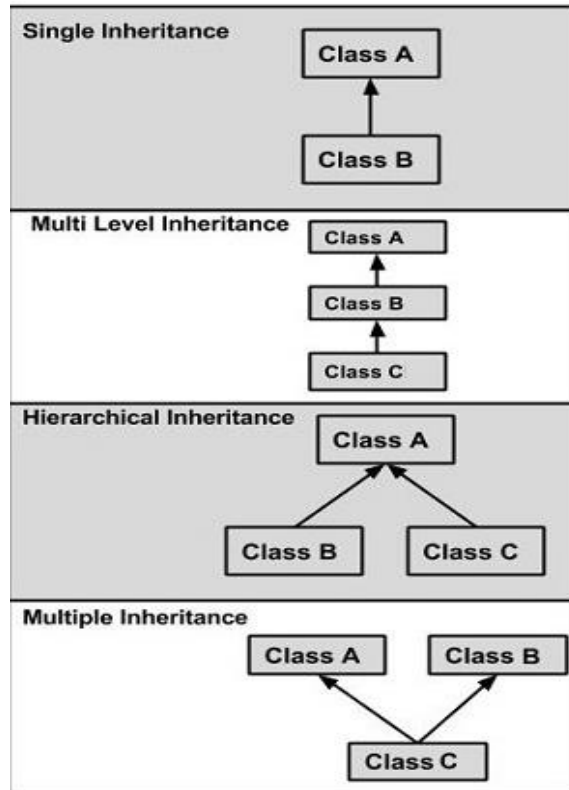 Single Inheritance
Class A
Class B
Multi Level Inheritance
Class A
Class B
Class C
Hierarchical Inheritance
Class A
Class B
Class C
Multiple Inheritance
Class A
Class B
Class C